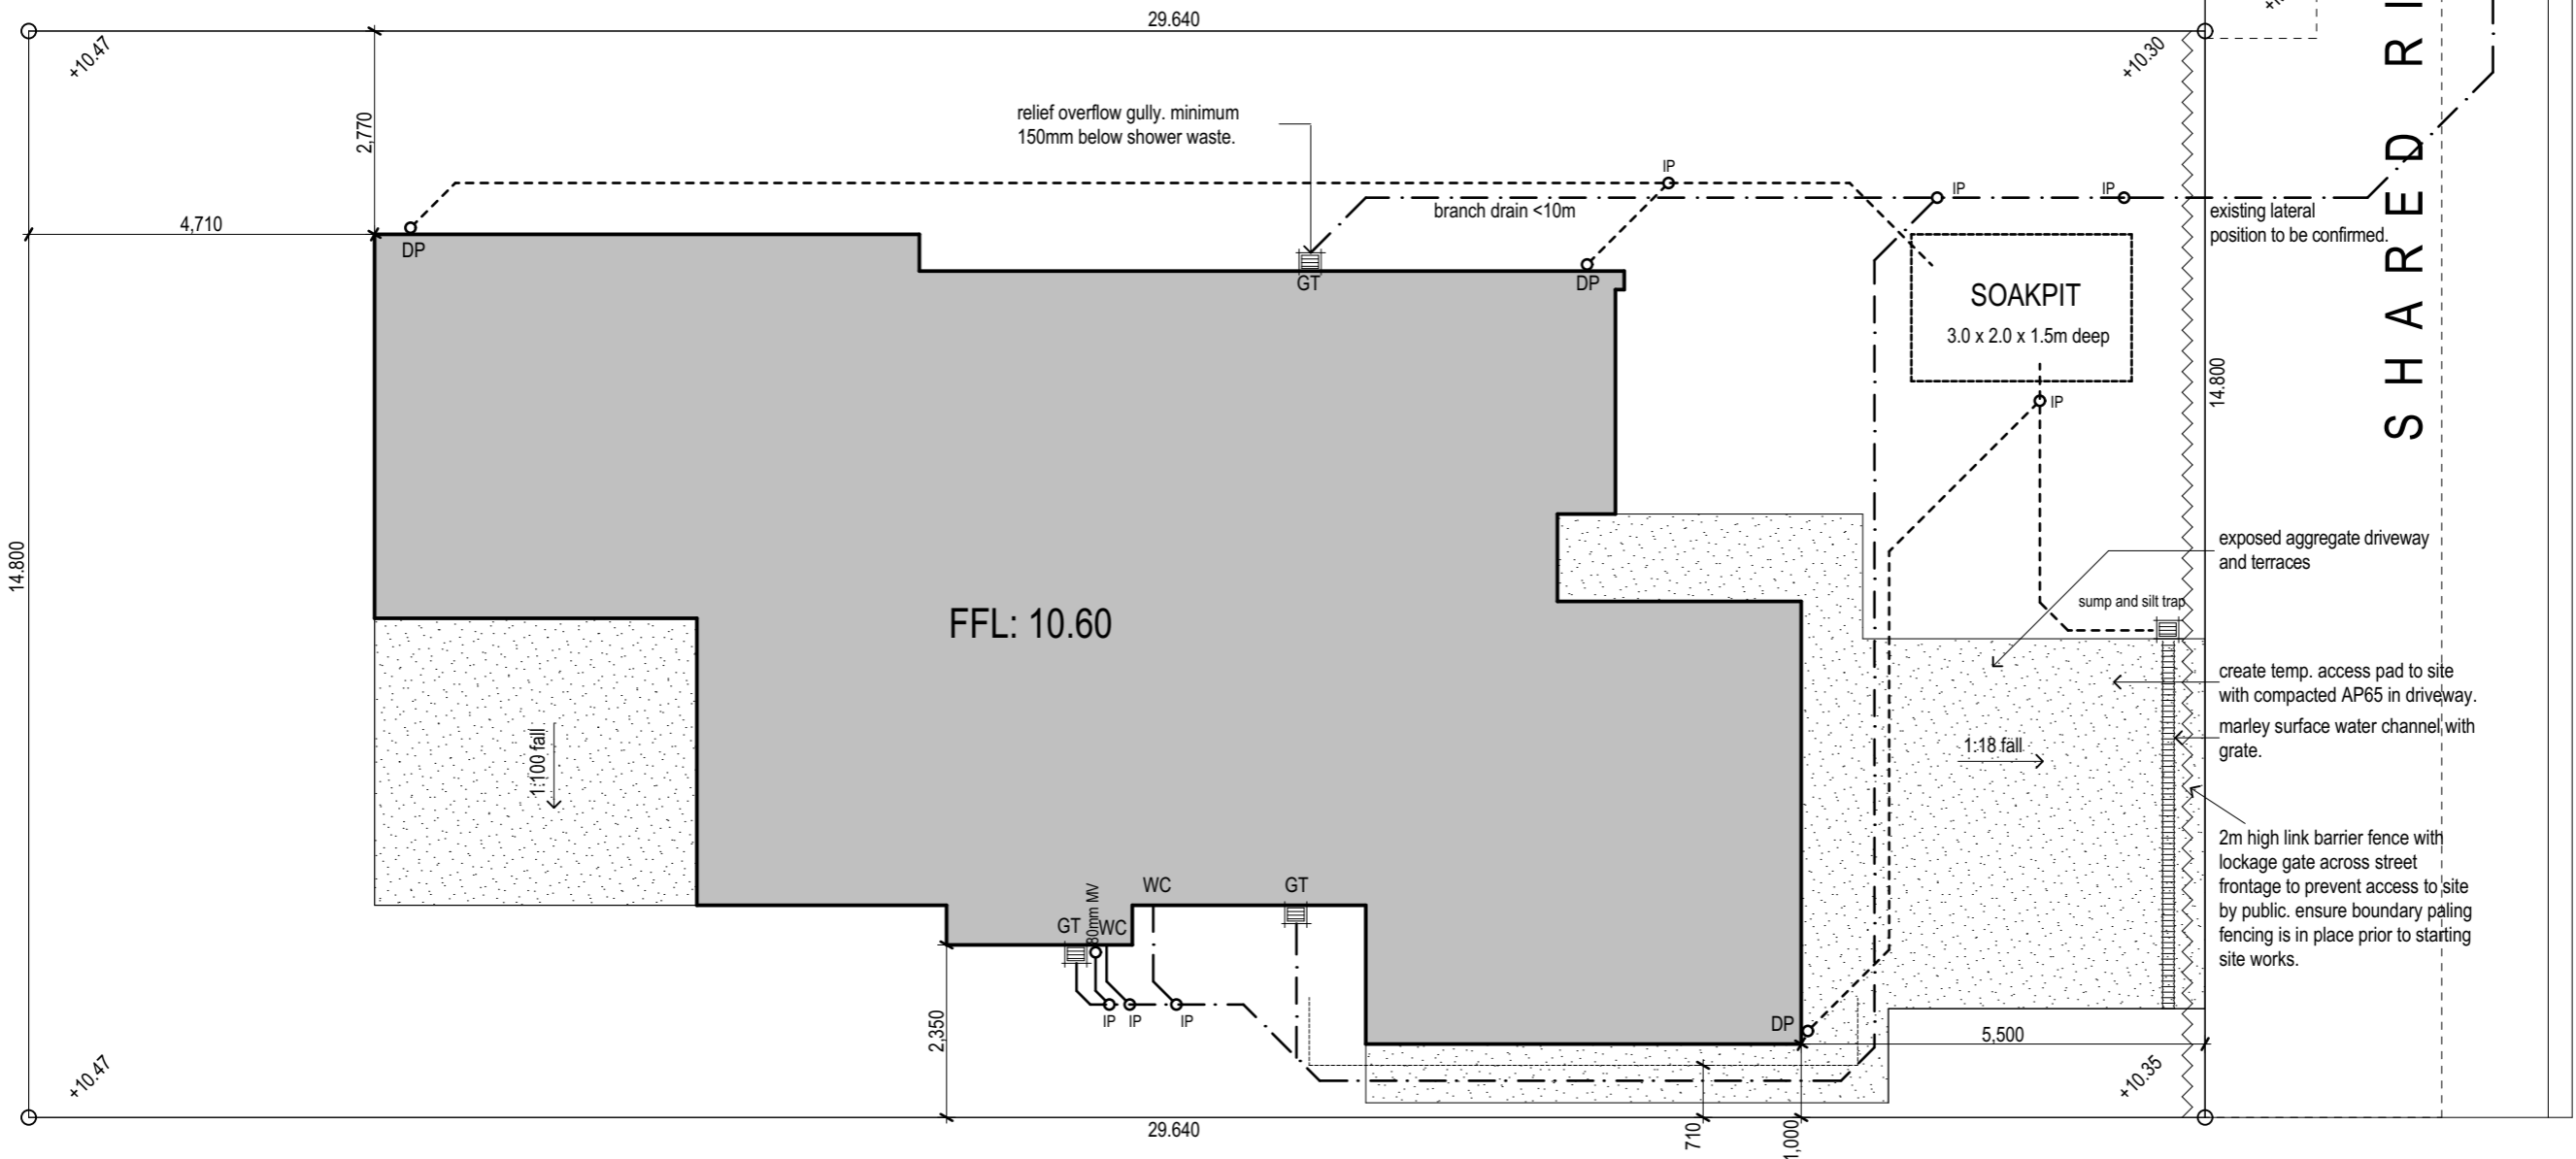 29.640
+10.47
+10.30
2,770
relief overflow gully. minimum
150mm below shower waste.
IP
IP
IP
branch drain <10m
4,710
DP
GT
DP
existing lateral
position to be confirmed.
SHARED
SOAKPIT
3.0 x 2.0 x 1.5m deep
14.800
IP
14.800
exposed aggregate driveway
and terraces
sump and silt trap
FFL: 10.60
create temp. access pad to site
with compacted AP65 in driveway.
marley surface water channel with
grate.
1:100 fall
1:18 fall
2m high link barrier fence with
lockage gate across street
frontage to prevent access to site
by public. ensure boundary paling
fencing is in place prior to starting
site works.
WC
GT
GT
80mm MV
WC
IP
IP
IP
DP
2,350
5,500
+10.47
+10.35
29.640
710
1,000